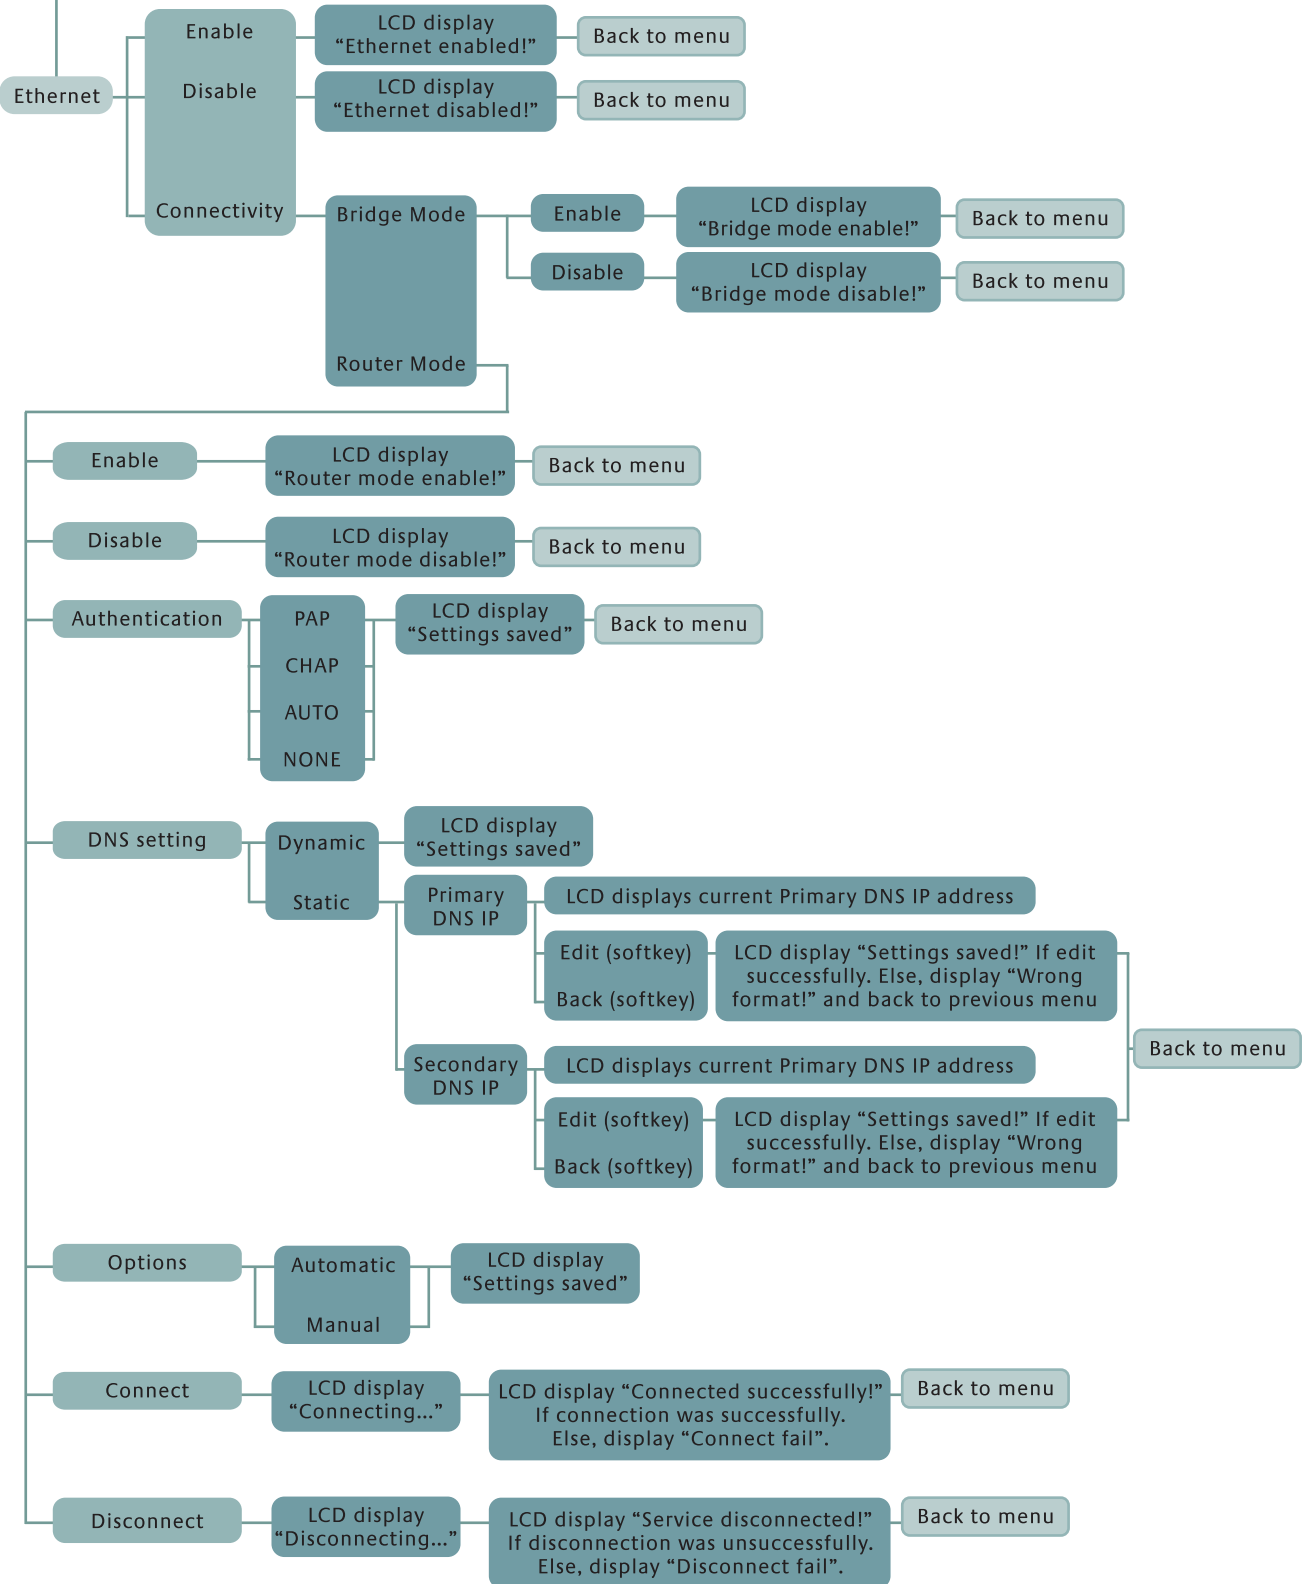 Ethernet
Enable
LCD display
“Ethernet enabled!”
Back to menu
Disable
LCD display
“Ethernet disabled!”
Back to menu
Connectivity
Bridge Mode
Enable
LCD display
“Bridge mode enable!”
Back to menu
Disable
LCD display
“Bridge mode disable!”
Back to menu
Router Mode
Enable
LCD display
“Router mode enable!”
Back to menu
Disable
LCD display
“Router mode disable!”
Back to menu
Authentication
PAP
CHAP
AUTO
NONE
LCD display
“Settings saved”
Back to menu
DNS setting
Dynamic
LCD display
“Settings saved”
Static
Primary
DNS IP
LCD displays current Primary DNS IP address
Edit (softkey)
Back (softkey)
LCD display “Settings saved!” If edit
successfully. Else, display “Wrong
format!” and back to previous menu
Back to menu
Secondary
DNS IP
LCD displays current Primary DNS IP address
Edit (softkey)
Back (softkey)
LCD display “Settings saved!” If edit
successfully. Else, display “Wrong
format!” and back to previous menu
Options
Automatic
Manual
LCD display
“Settings saved”
Connect
LCD display
“Connecting...”
LCD display “Connected successfully!”
If connection was successfully.
Else, display “Connect fail”.
Back to menu
Disconnect
LCD display
“Disconnecting...”
LCD display “Service disconnected!”
If disconnection was unsuccessfully.
Else, display “Disconnect fail”.
Back to menu